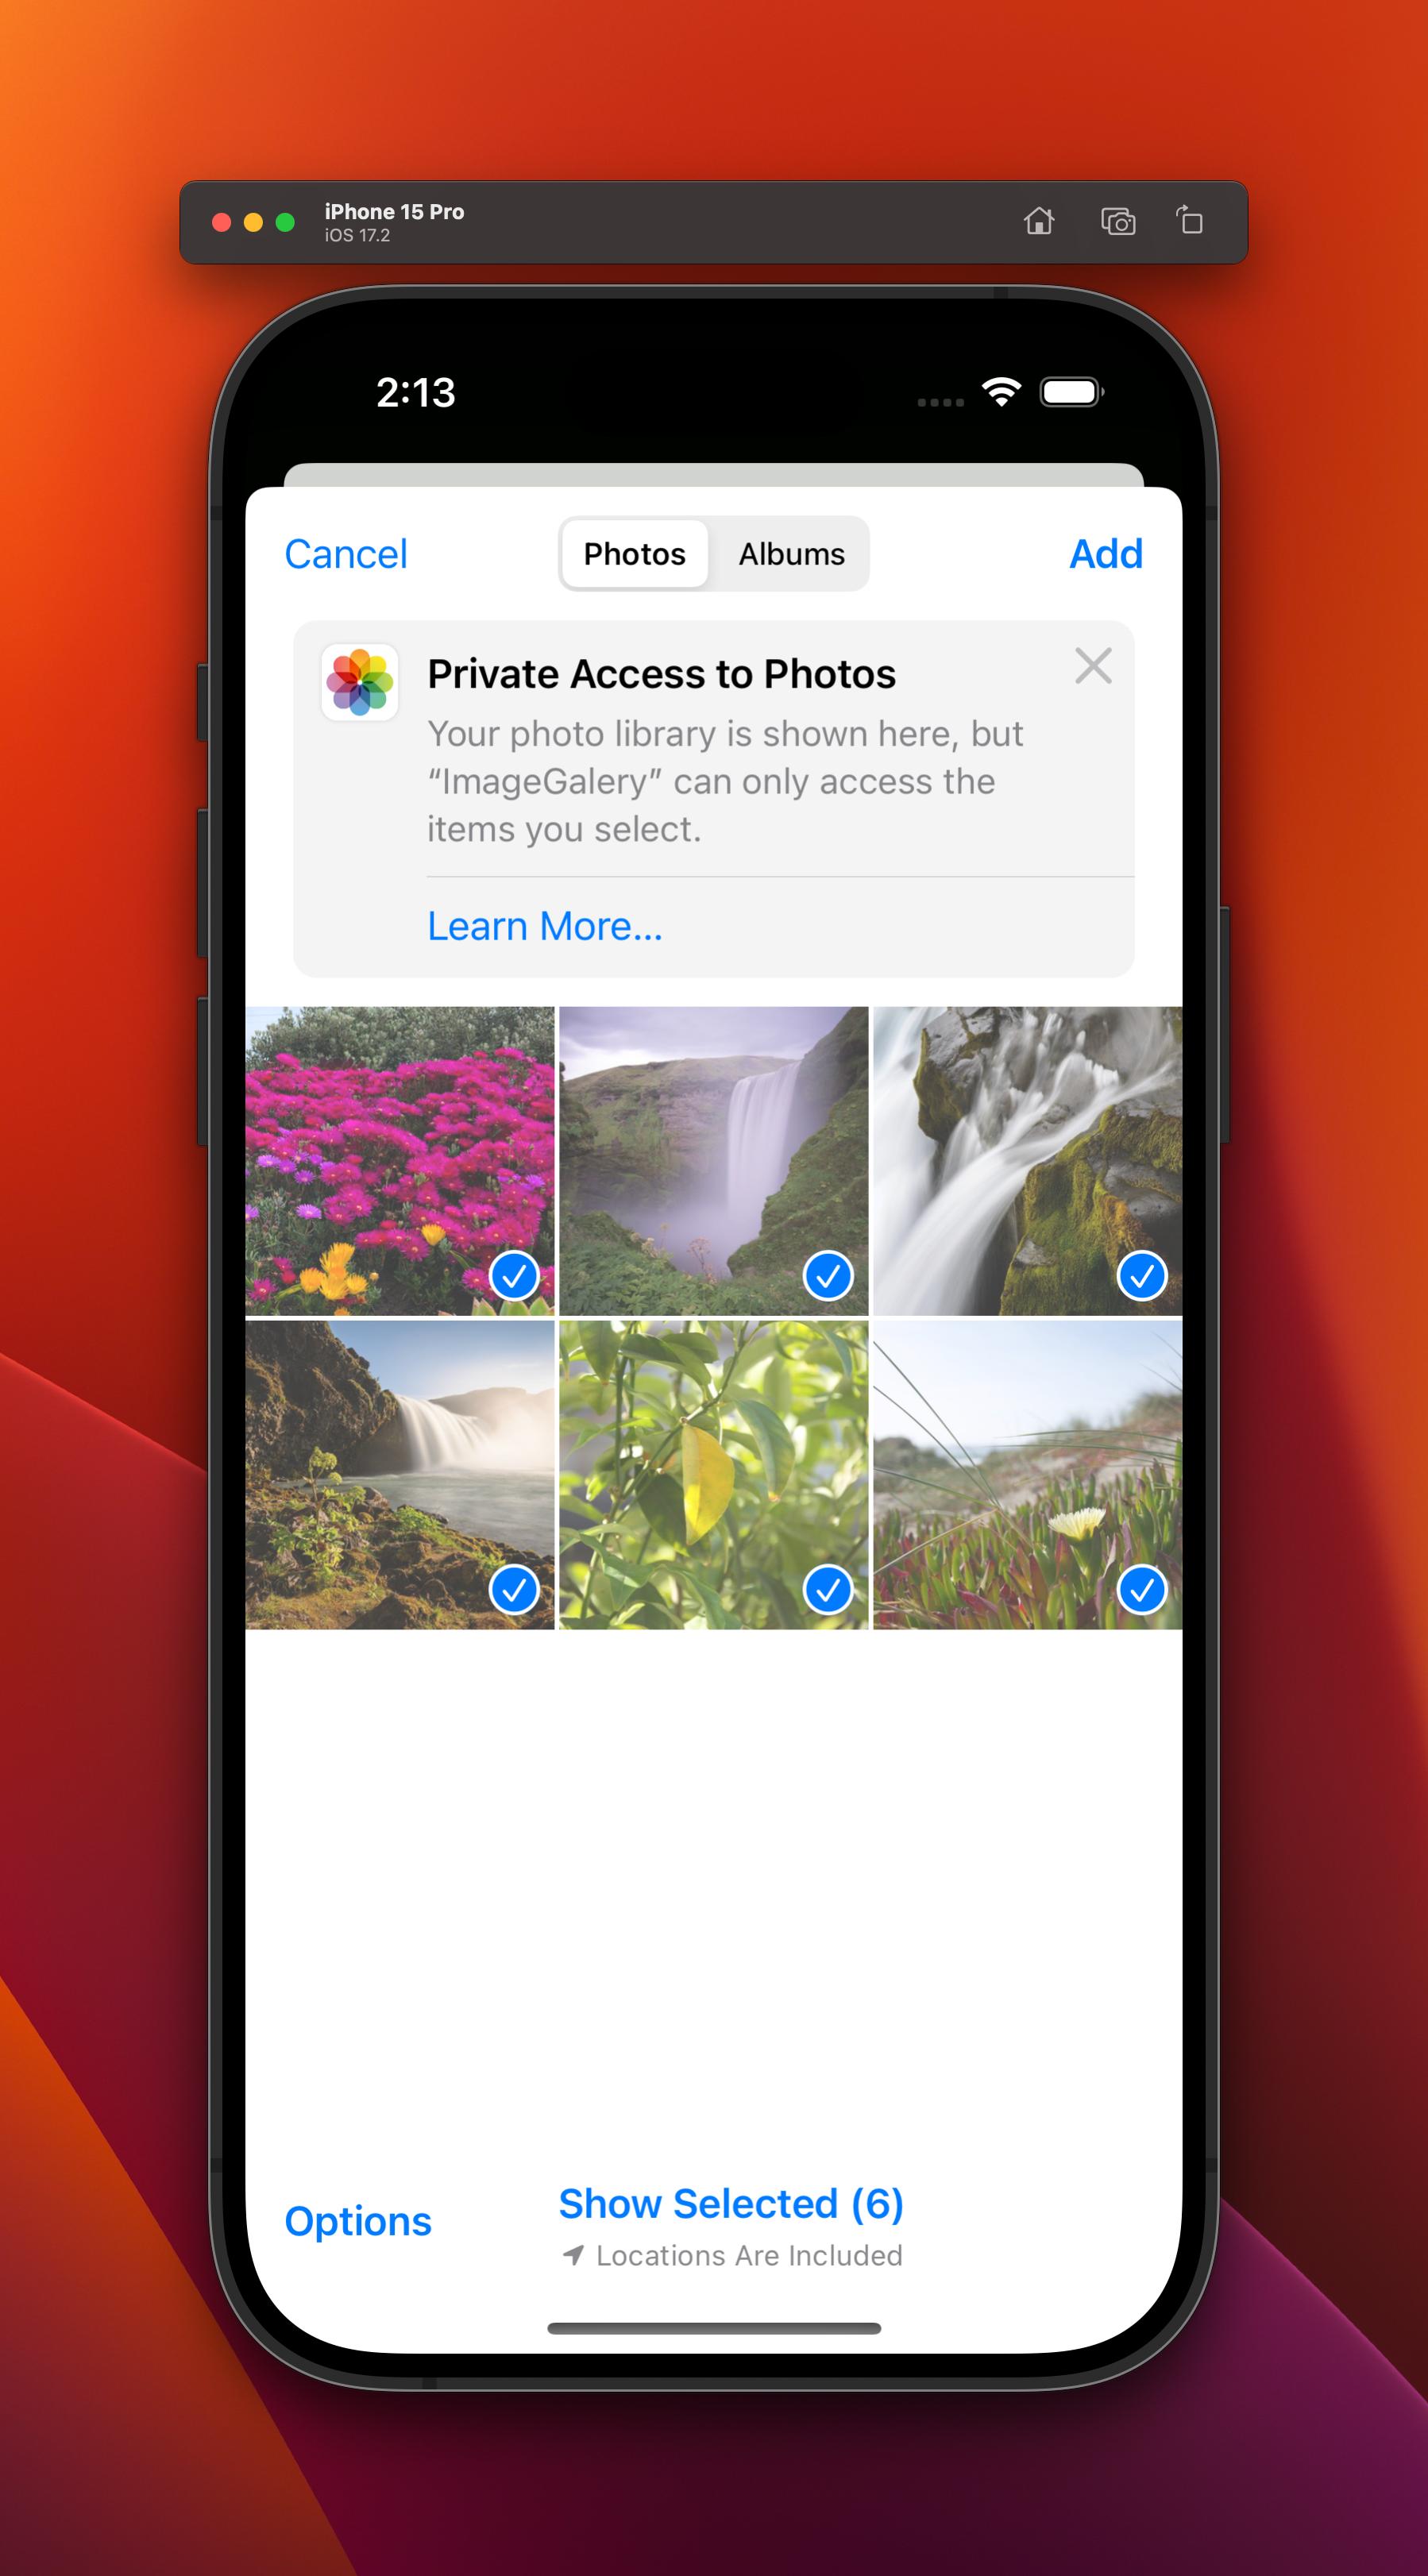 iPhone 15 Pro
iOS 17.2
2:13
Cancel
Photos
Albums
Add
Private Access to Photos
Your photo library is shown here, but
“ImageGalery” can only access the
items you select.
Learn More...
Options
Show Selected (6)
Locations Are Included